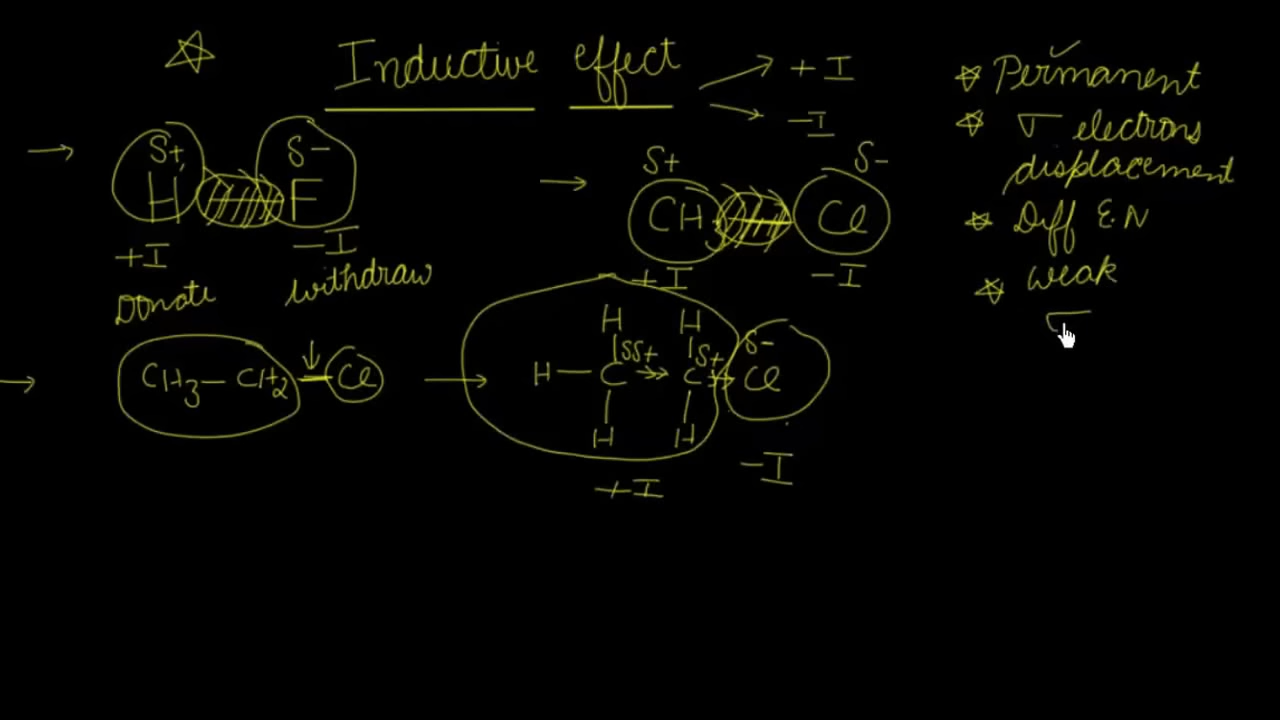 Inductive effect
+ I
- I
δ+ δ-
H F
+I -I
Donate withdraw
δ+ δ-
CH3 Cl
+I -I
CH3 - CH2 - Cl
H H
δδ+ δ+ δ-
H - C C Cl
H H
+I -I
Permanent
σ electrons
displacement
Diff E.N
weak
σ